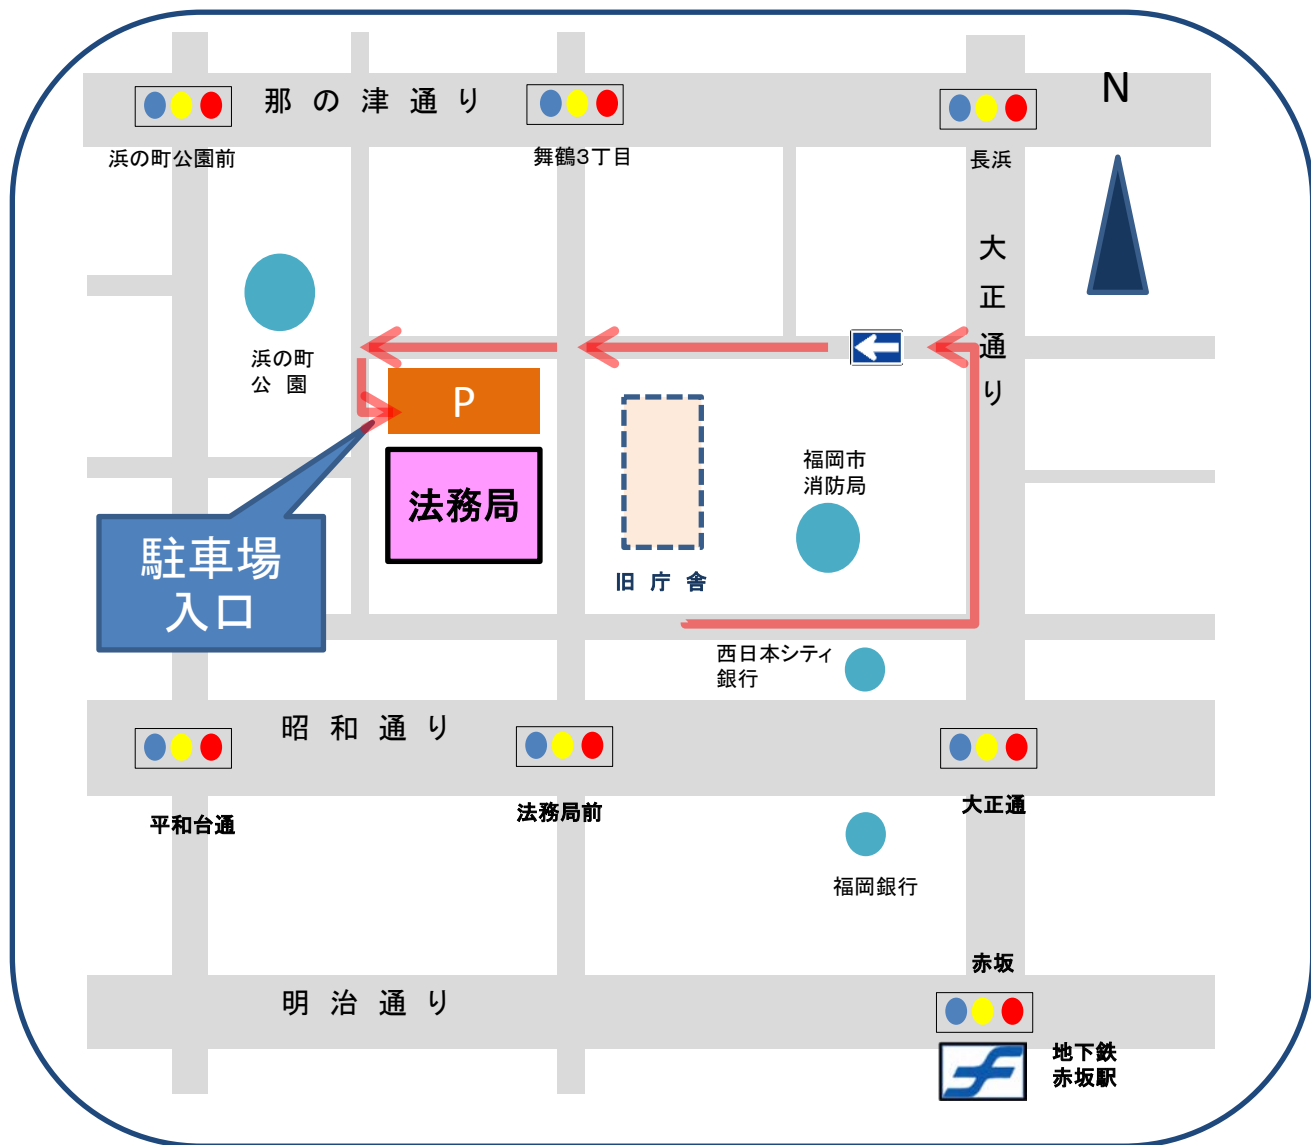 那の津通り
N
浜の町公園前
舞鶴3丁目
長浜
大正通り
浜の町
公園
P
法務局
福岡市
消防局
駐車場
入口
旧庁舎
西日本シティ
銀行
昭和通り
平和台通
法務局前
大正通
福岡銀行
赤坂
明治通り
地下鉄
赤坂駅